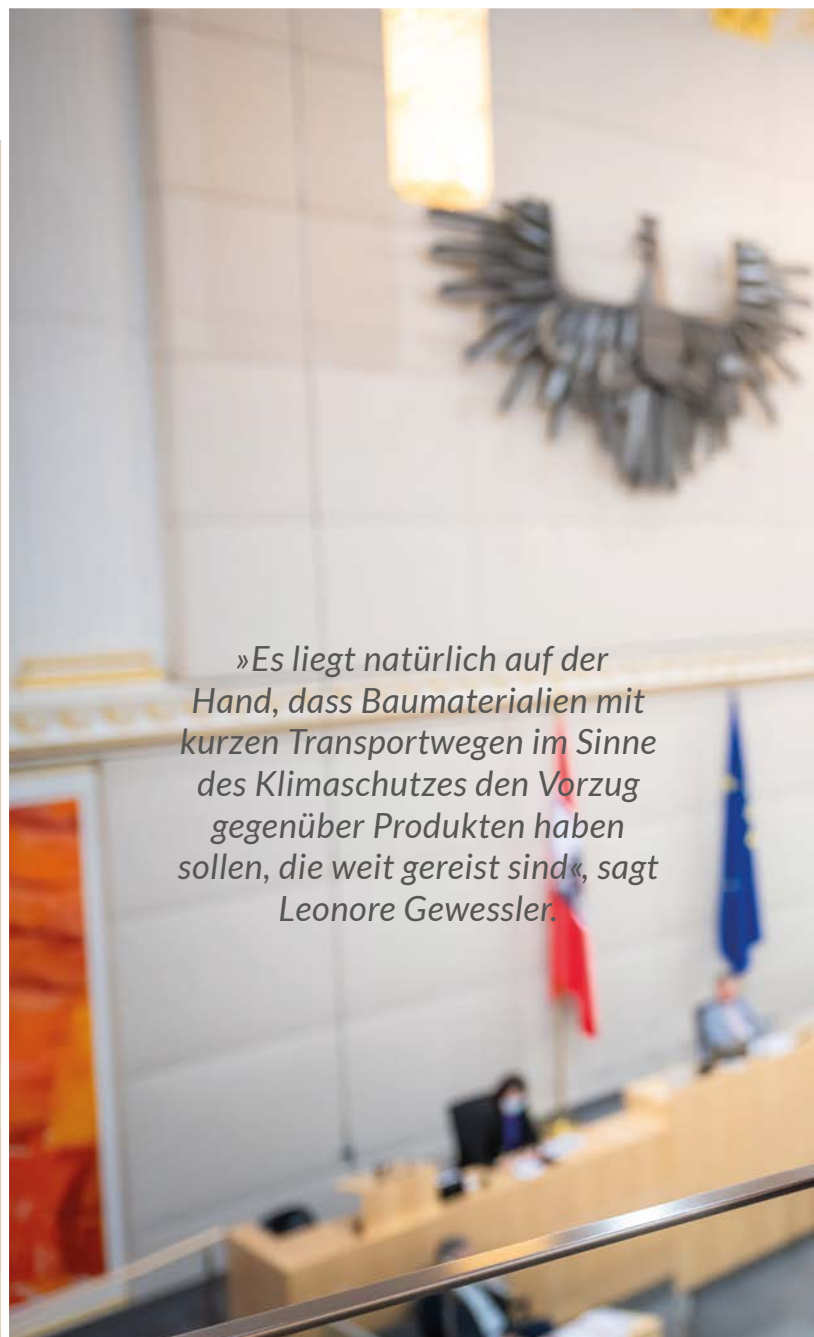 »Es liegt natürlich auf der
Hand, dass Baumaterialien mit
kurzen Transportwegen im Sinne
des Klimaschutzes den Vorzug
gegenüber Produkten haben
sollen, die weit gereist sind«, sagt
Leonore Gewessler.